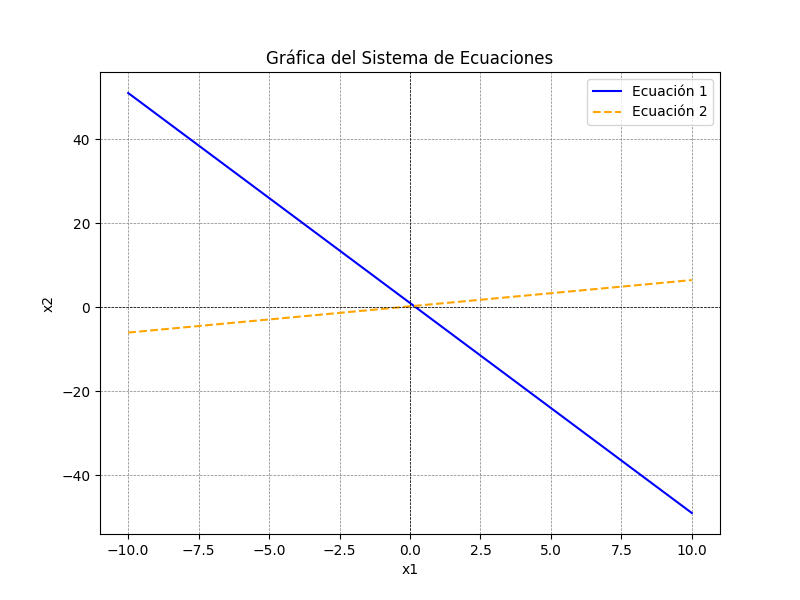 Gráfica del Sistema de Ecuaciones
Ecuación 1
Ecuación 2
40
20
0
−20
−40
x2
−10.0 −7.5 −5.0 −2.5 0.0 2.5 5.0 7.5 10.0
x1